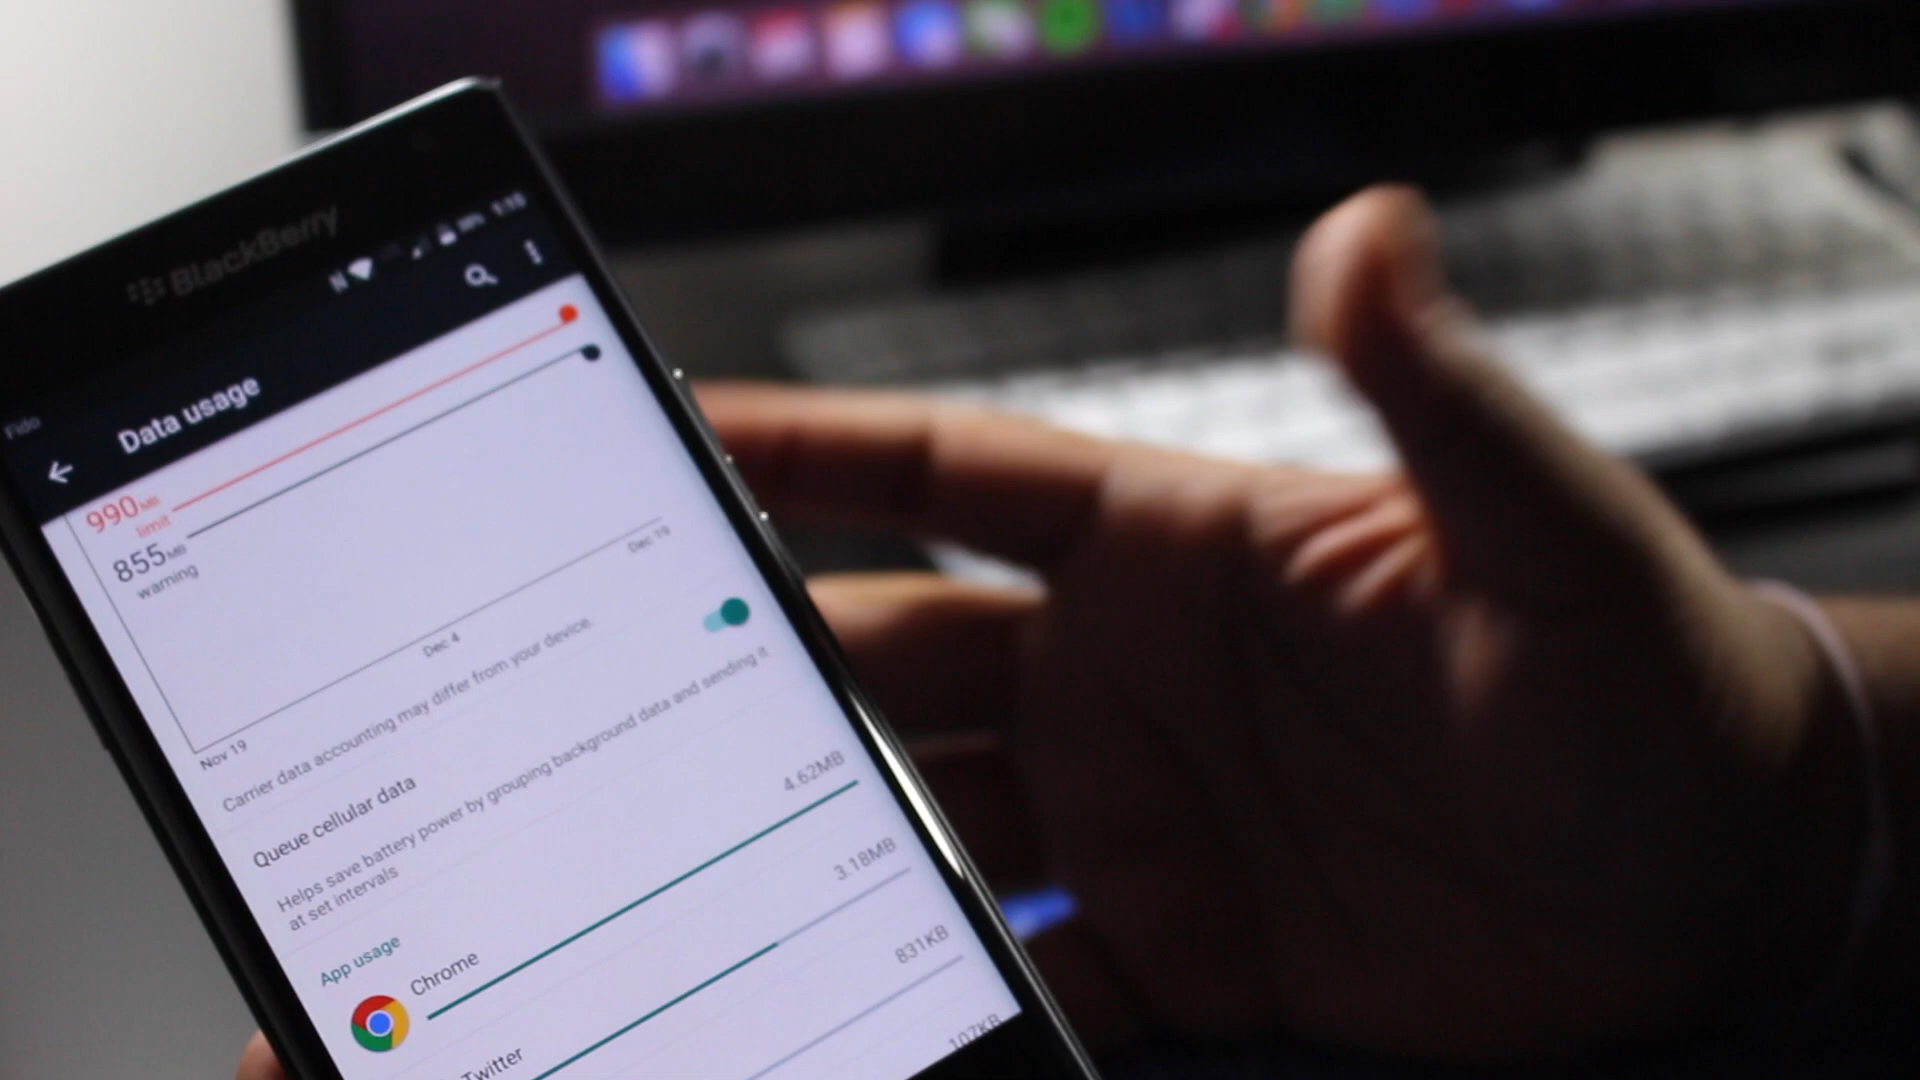 BlackBerry
Fido
1:15
Data usage
990MB
limit
855MB
warning
Nov 19
Dec 4
Dec 19
Carrier data accounting may differ from your device.
Queue cellular data
Helps save battery power by grouping background data and sending it
at set intervals
App usage
Chrome
4.62MB
Twitter
3.18MB
831KB
107KB